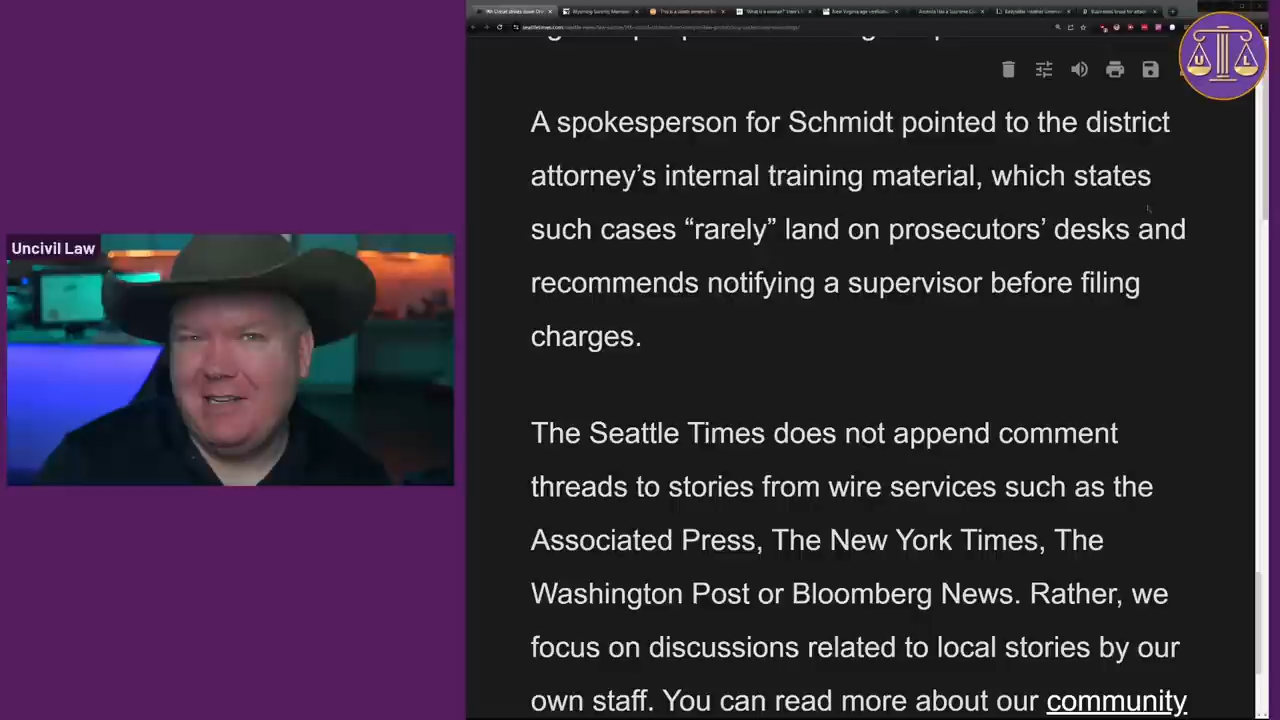 Uncivil Law
U L
A spokesperson for Schmidt pointed to the district
attorney’s internal training material, which states
such cases “rarely” land on prosecutors’ desks and
recommends notifying a supervisor before filing
charges.
The Seattle Times does not append comment
threads to stories from wire services such as the
Associated Press, The New York Times, The
Washington Post or Bloomberg News. Rather, we
focus on discussions related to local stories by our
own staff. You can read more about our community